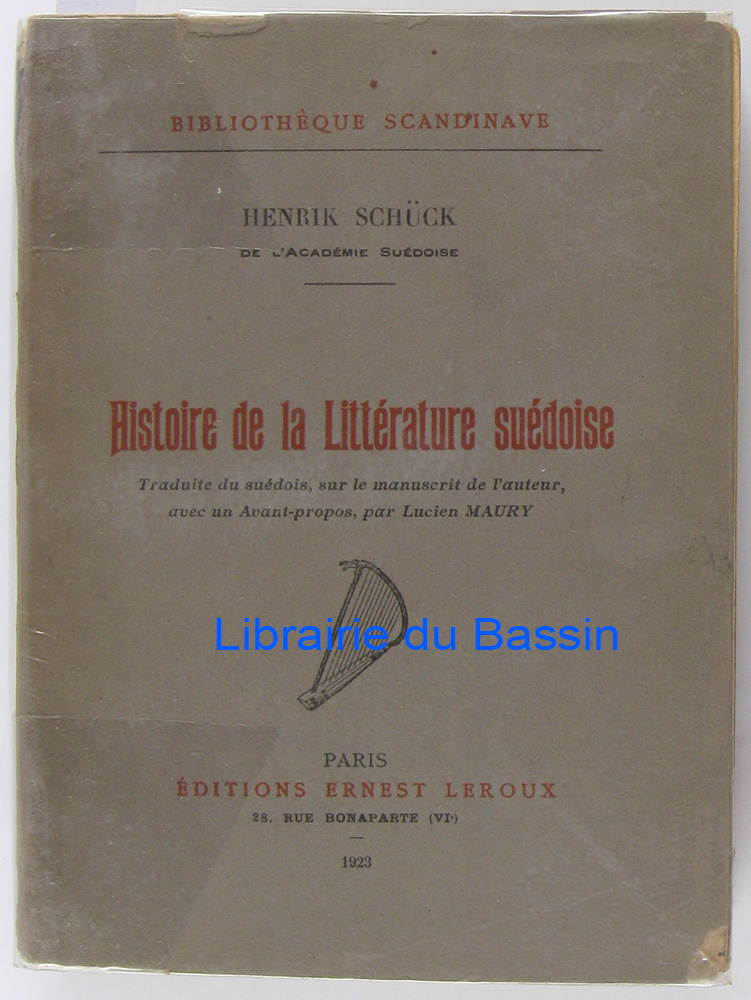 BIBLIOTHÈQUE SCANDINAVE
HENRIK SCHÜCK
DE L'ACADÉMIE SUÉDOISE
Histoire de la Littérature suédoise
Traduite du suédois, sur le manuscrit de l'auteur,
avec un Avant-propos, par Lucien MAURY
Librairie du Bassin
PARIS
ÉDITIONS ERNEST LEROUX
28, RUE BONAPARTE (VIe)
1923